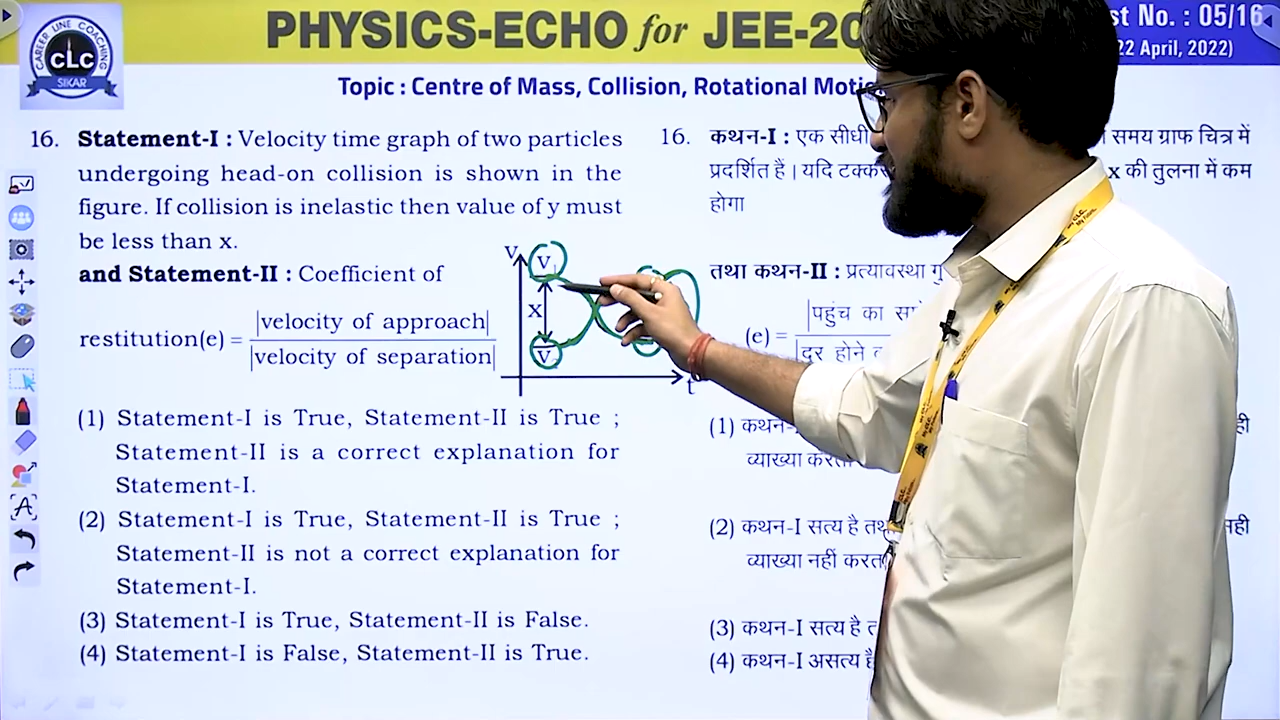 CAREER LINE COACHING
CLC
SIKAR
PHYSICS-ECHO for JEE-20
st No. : 05/16
22 April, 2022)
Topic : Centre of Mass, Collision, Rotational Moti
16. Statement-I : Velocity time graph of two particles
undergoing head-on collision is shown in the
figure. If collision is inelastic then value of y must
be less than x.
and Statement-II : Coefficient of
restitution(e) = |velocity of approach|
|velocity of separation|
v
v₁
x
v₂
t
(1) Statement-I is True, Statement-II is True ;
Statement-II is a correct explanation for
Statement-I.
(2) Statement-I is True, Statement-II is True ;
Statement-II is not a correct explanation for
Statement-I.
(3) Statement-I is True, Statement-II is False.
(4) Statement-I is False, Statement-II is True.
16. कथन-I : एक सीधी समय ग्राफ चित्र में
प्रदर्शित हैं। यदि x की तुलना में कम
होगा
तथा कथन-II : प्रत्यावस्था
(e) = |पहुंच का
|दूर होने
(1) कथन-
व्याख्या
(2) कथन-I सत्य है
व्याख्या नहीं
(3) कथन-I सत्य है
(4) कथन-I असत्य है